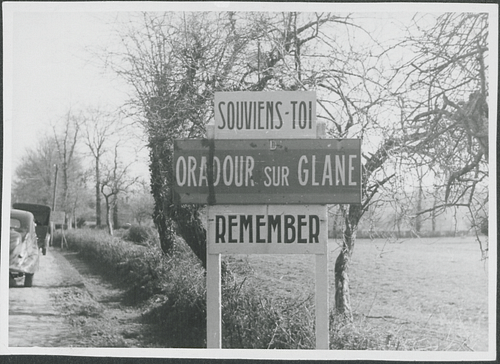 SOUVIENS-TOI
ORADOUR SUR GLANE
REMEMBER